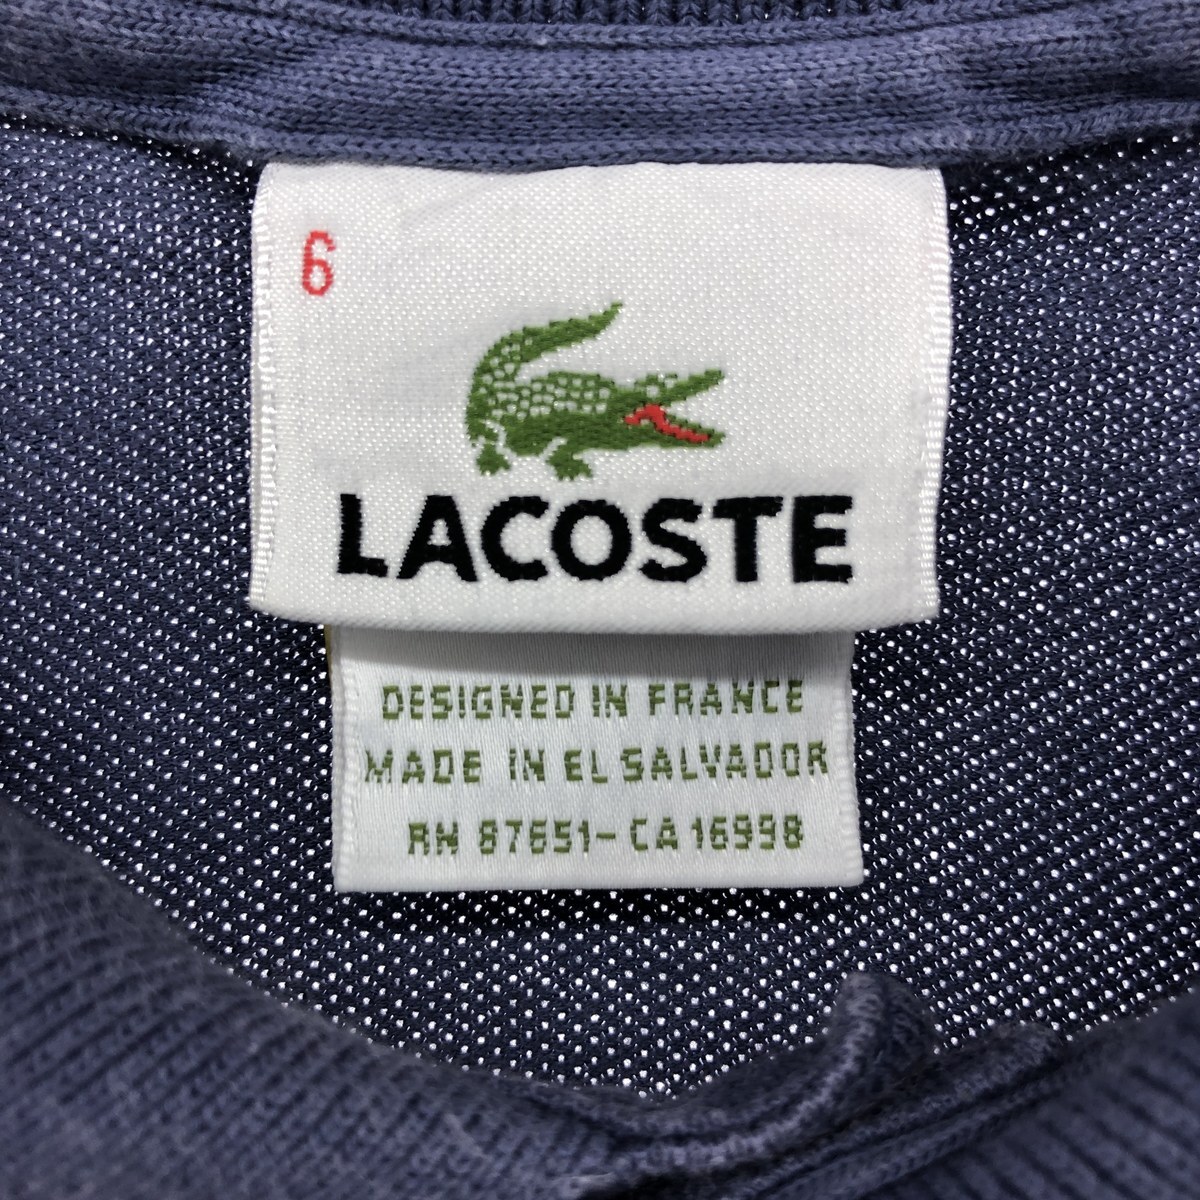 6
LACOSTE
DESIGNED IN FRANCE
MADE IN EL SALVADOR
RN 87651-CA 16998